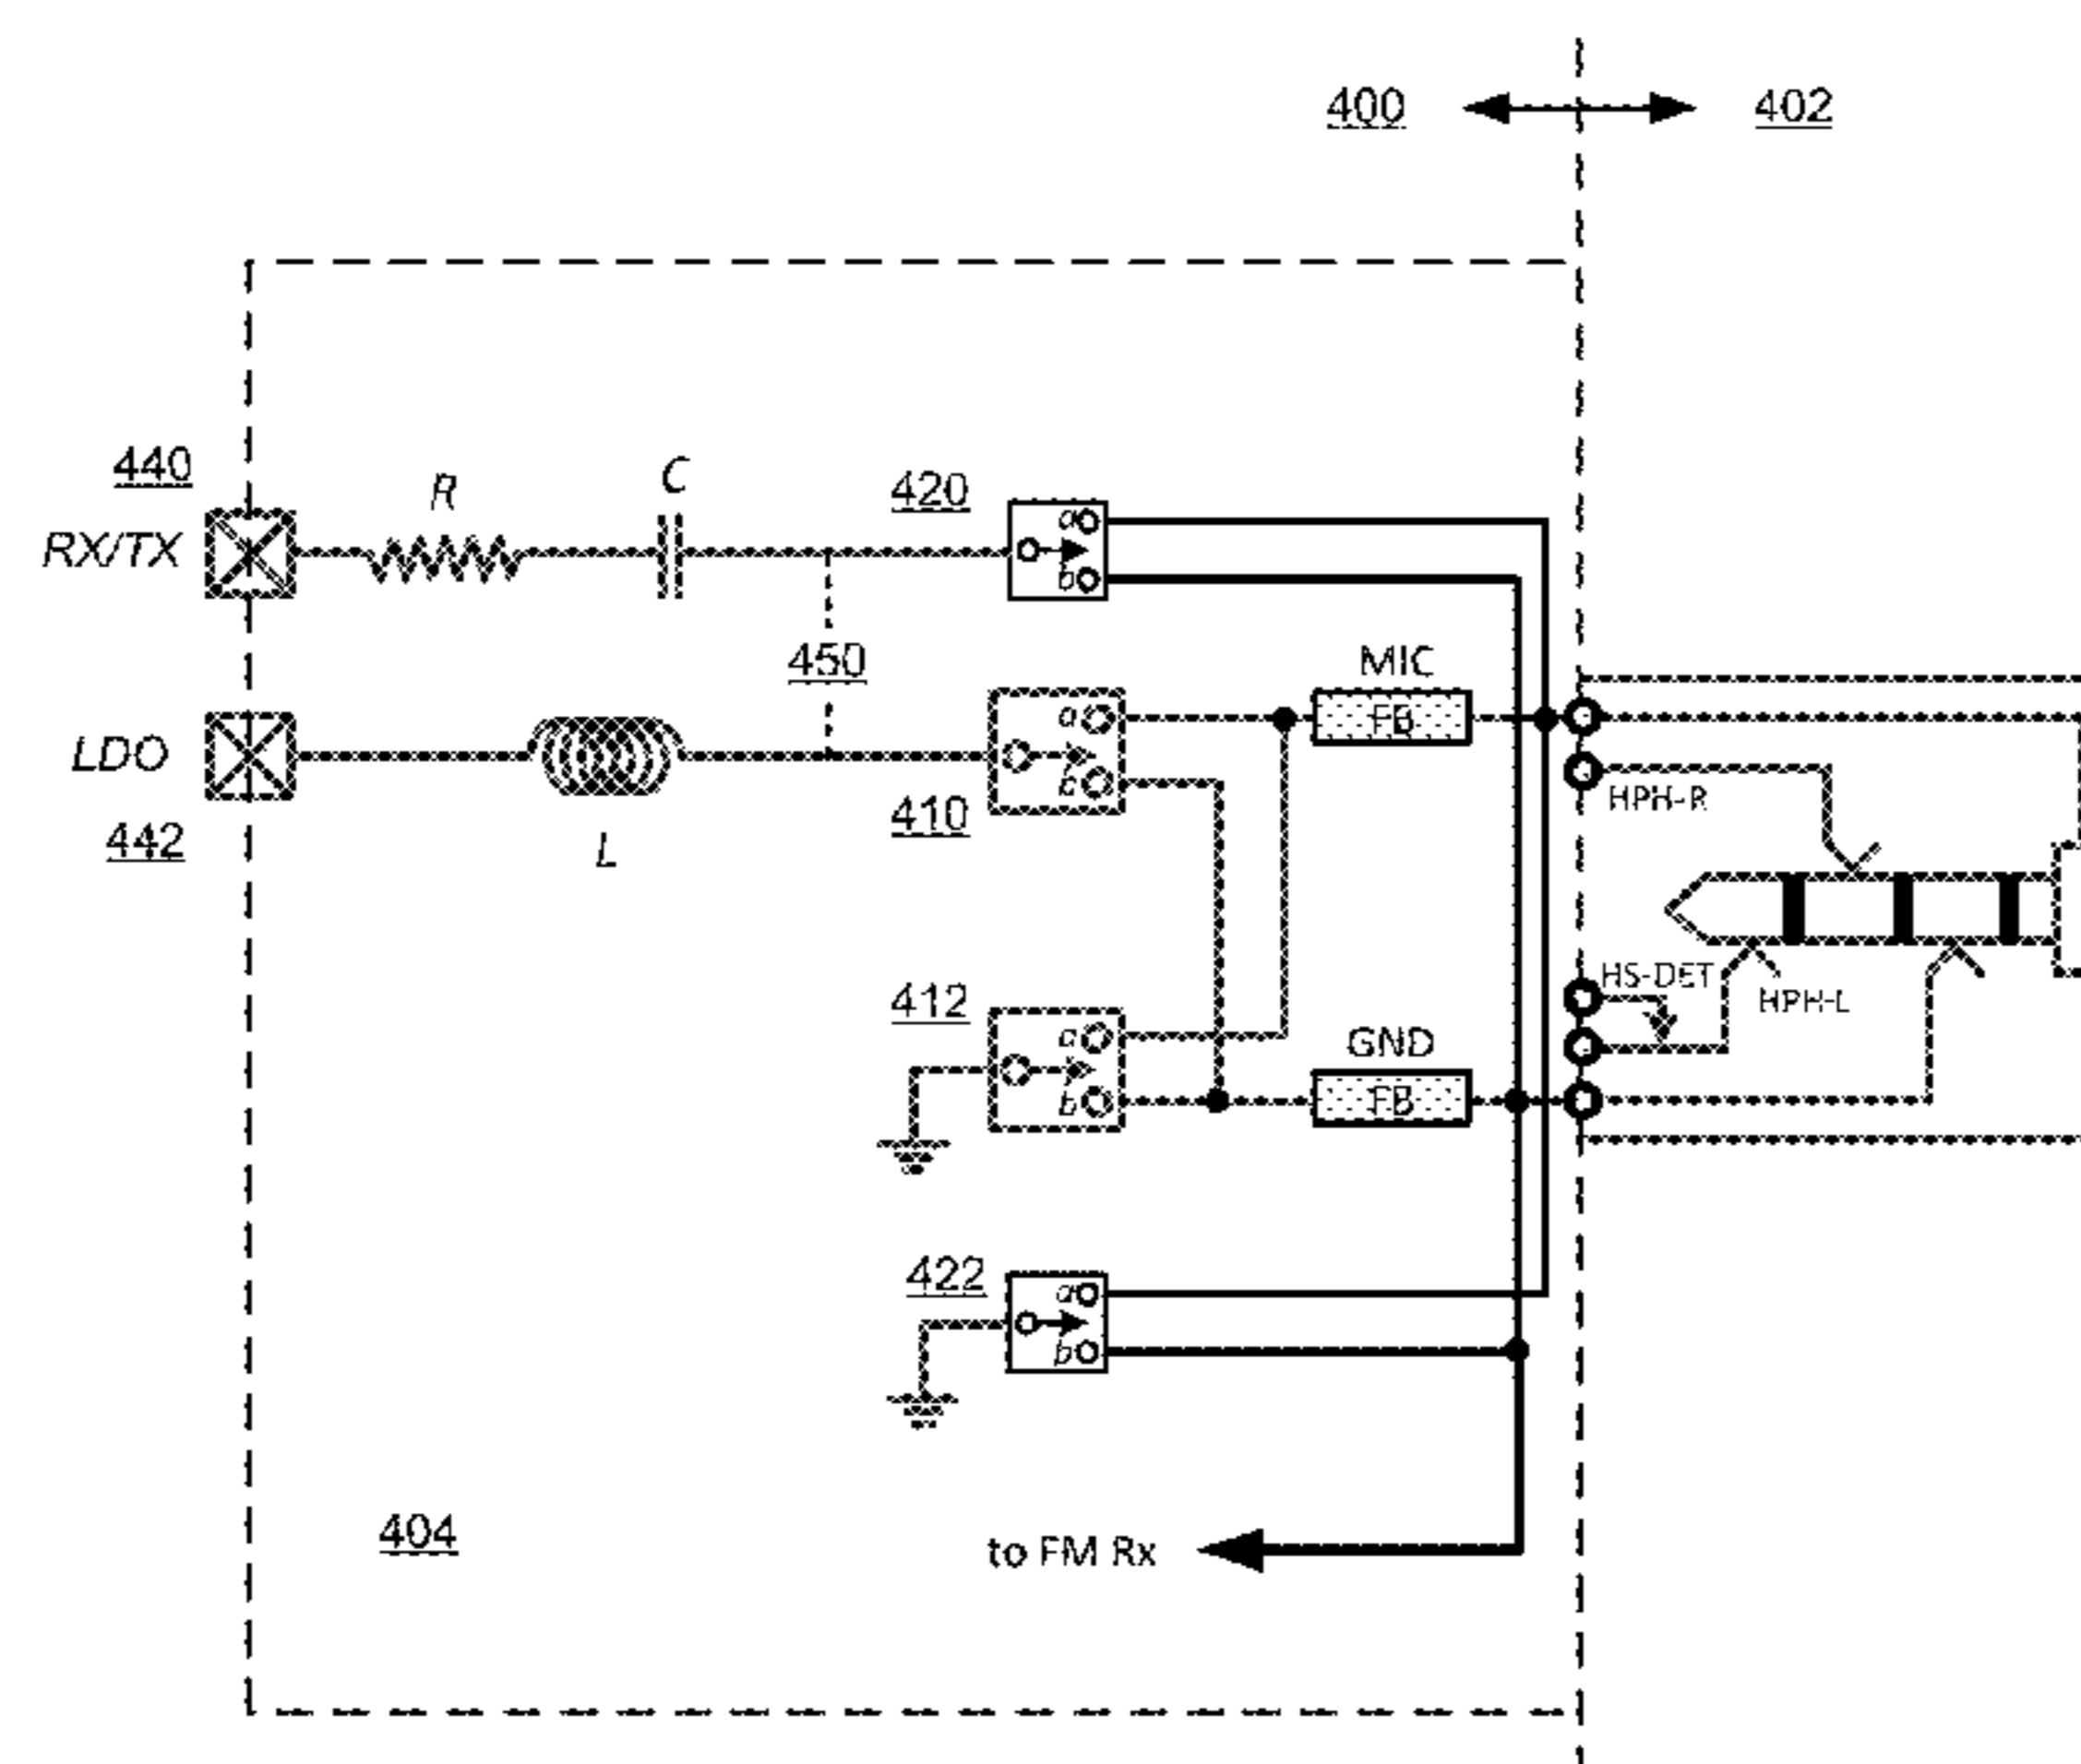 400 402
440
R
C
420
RX/TX
a
b
450
MIC
a
FB
LDO
HPH-R
410
442
L
HS-DET
412
HPH-L
a
GND
b
FB
422
a
b
404
to FM Rx